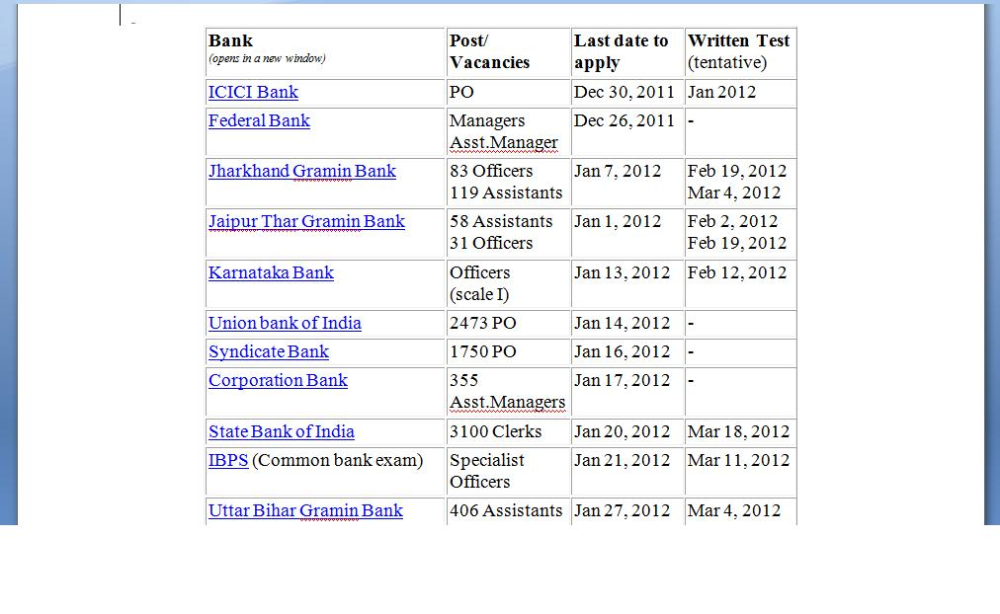 Bank Post/ Last date to Written Test
(opens in a new window) Vacancies apply (tentative)
ICICI Bank PO Dec 30, 2011 Jan 2012
Federal Bank Managers Dec 26, 2011 -
Asst.Manager
Jharkhand Gramin Bank 83 Officers Jan 7, 2012 Feb 19, 2012
119 Assistants Mar 4, 2012
Jaipur Thar Gramin Bank 58 Assistants Jan 1, 2012 Feb 2, 2012
31 Officers Feb 19, 2012
Karnataka Bank Officers Jan 13, 2012 Feb 12, 2012
(scale I)
Union bank of India 2473 PO Jan 14, 2012 -
Syndicate Bank 1750 PO Jan 16, 2012 -
Corporation Bank 355 Jan 17, 2012 -
Asst.Managers
State Bank of India 3100 Clerks Jan 20, 2012 Mar 18, 2012
IBPS (Common bank exam) Specialist Jan 21, 2012 Mar 11, 2012
Officers
Uttar Bihar Gramin Bank 406 Assistants Jan 27, 2012 Mar 4, 2012